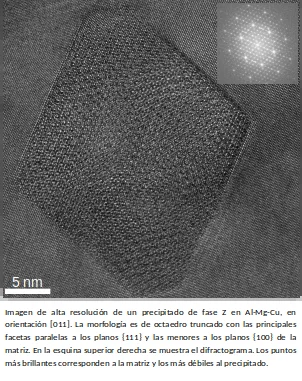 5 nm
Imagen de alta resolución de un precipitado de fase Z en Al-Mg-Cu, en
orientación [011]. La morfología es de octaedro truncado con las principales
facetas paralelas a los planos {111} y las menores a los planos {100} de la
matriz. En la esquina superior derecha se muestra el difractograma. Los puntos
más brillantes corresponden a la matriz y los más débiles al precipitado.